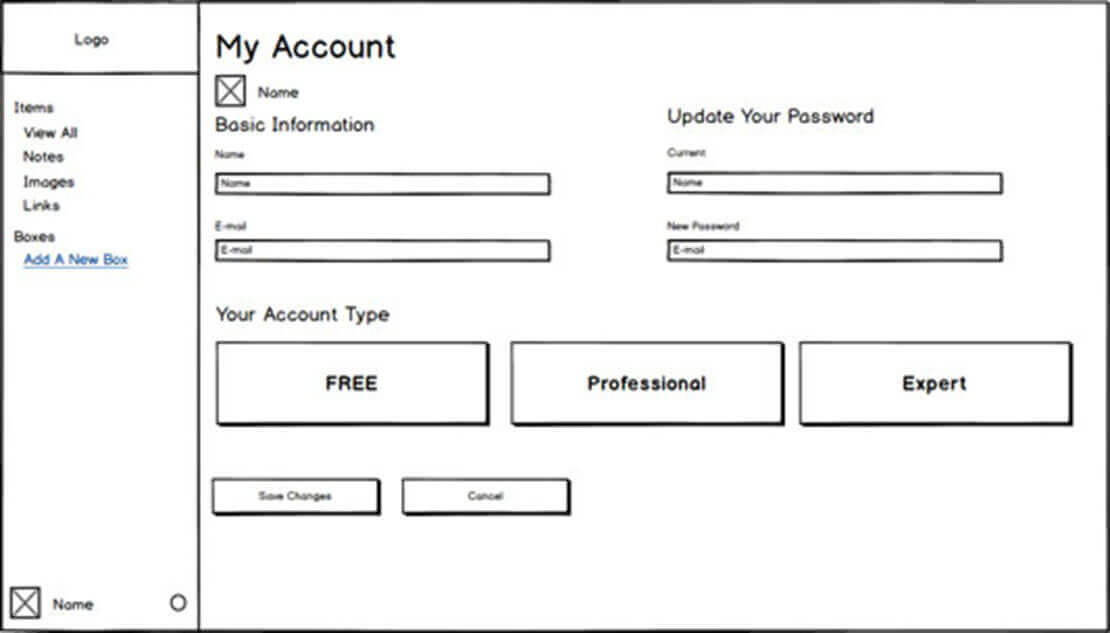 Logo
Items
View All
Notes
Images
Links
Boxes
Add A New Box
Name
My Account
Name
Basic Information
Name
Name
E-mail
E-mail
Update Your Password
Current
Name
New Password
E-mail
Your Account Type
FREE
Professional
Expert
Save Changes
Cancel